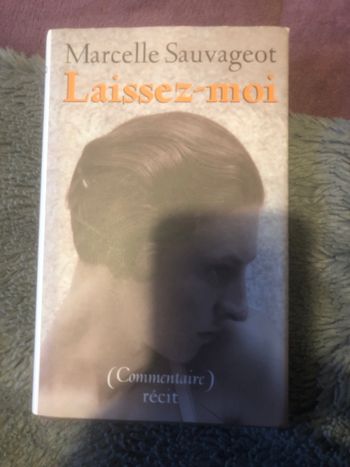 Marcelle Sauvageot
Laissez-moi
(Commentaire)
récit